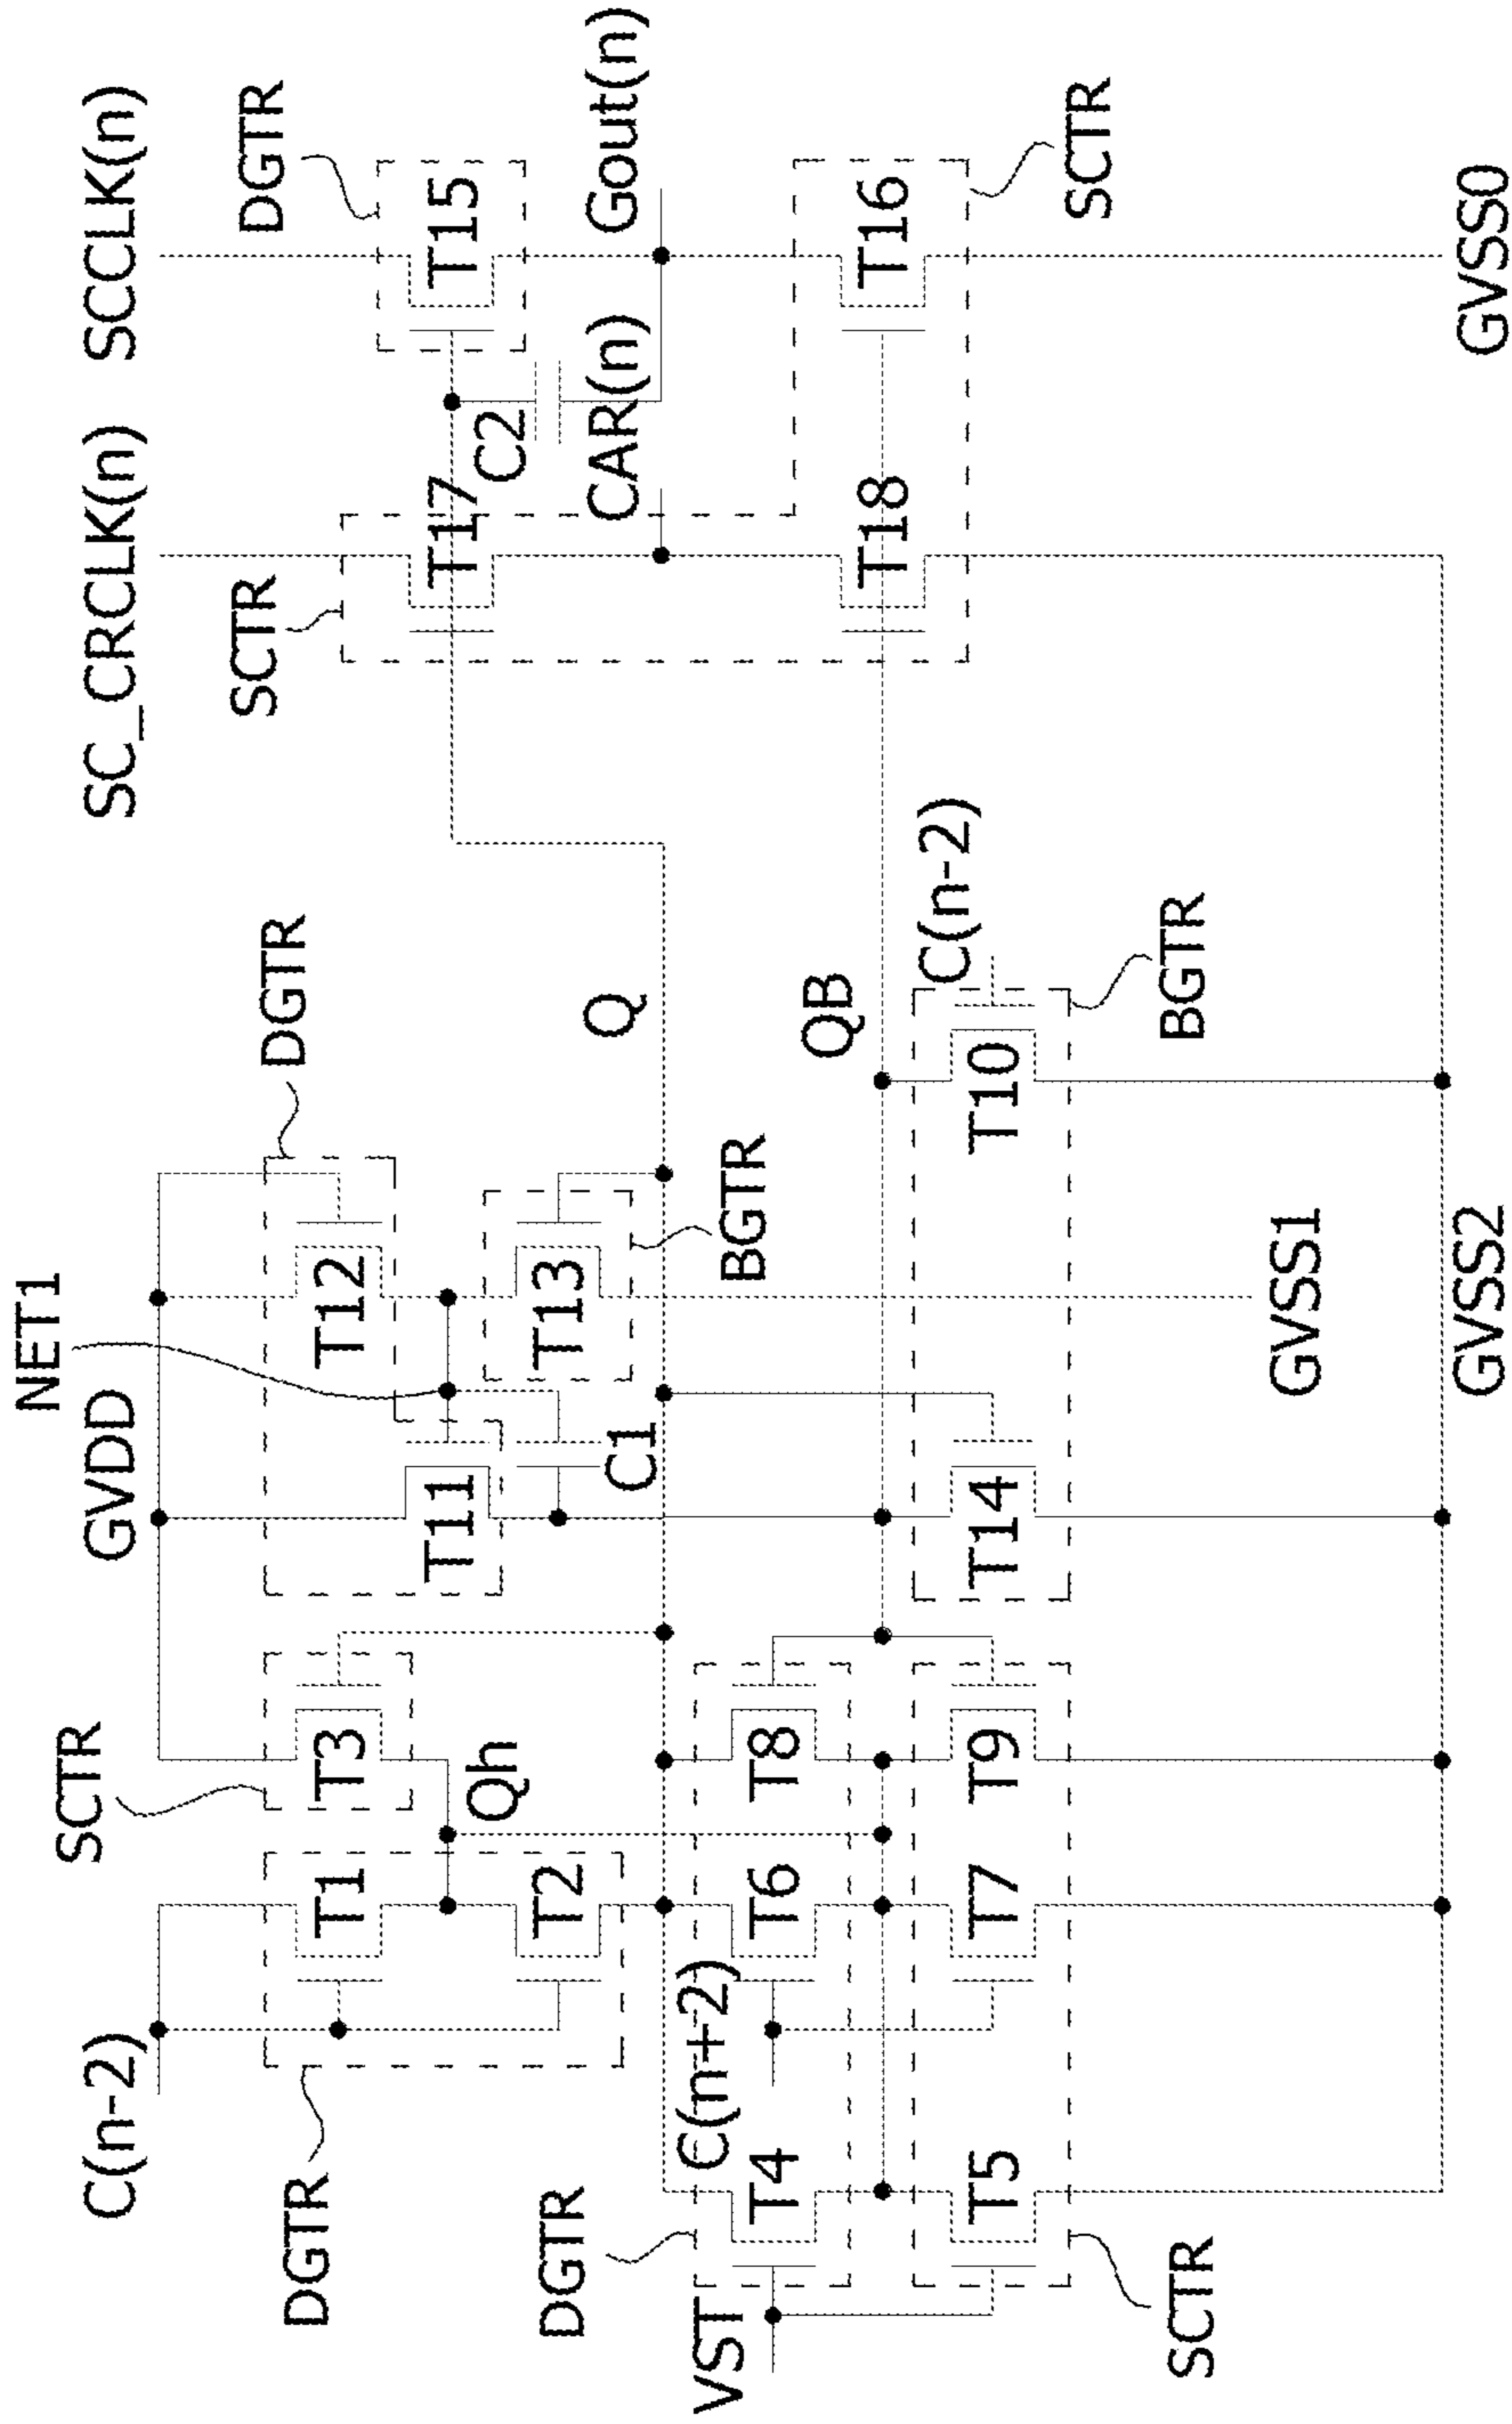 NET1
C(n-2)
GVDD
SC_CRCLK(n)
SCCLK(n)
SCTR
DGTR
DGTR
SCTR
DGTR
T1
T3
T12
T11
T17
T15
Qh
C2
T2
T13
C1
Q
CAR(n)
Gout(n)
DGTR
VST
C(n+2)
BGTR
T4
T6
T8
QB
T18
T16
C(n-2)
T5
T7
T9
T14
T10
SCTR
SCTR
BGTR
GVSS1
GVSS2
GVSS0